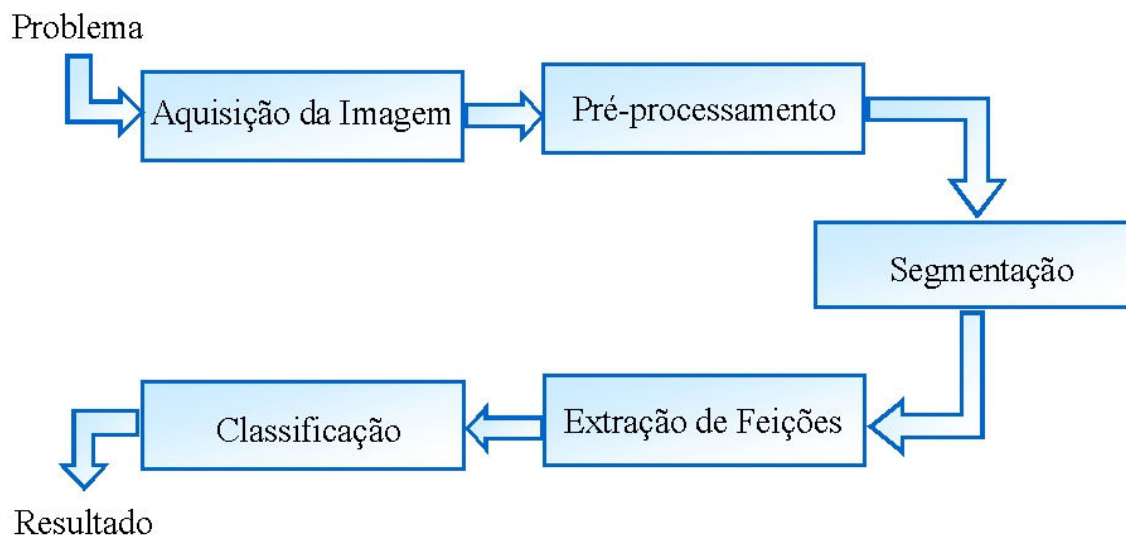 Problema
Aquisição da Imagem
Pré-processamento
Segmentação
Extração de Feições
Classificação
Resultado